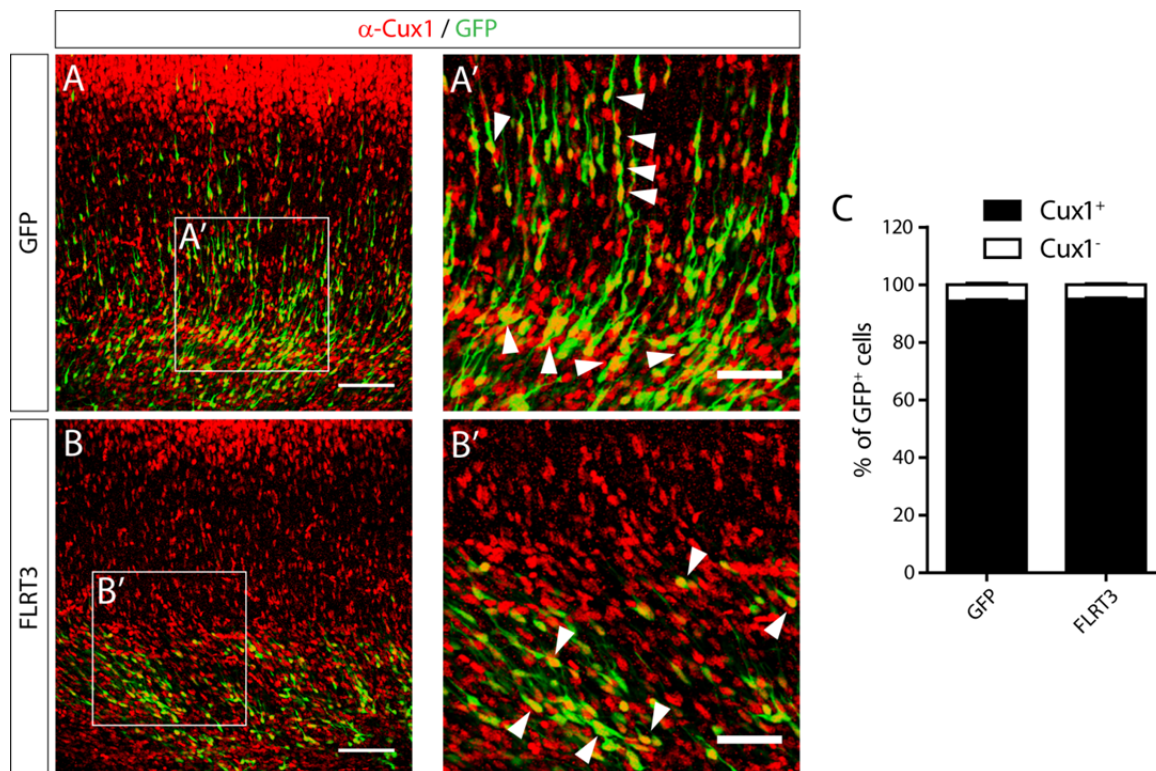 α-Cux1 / GFP
GFP
A
A′
A′
FLRT3
B
B′
B′
C
Cux1⁺
Cux1⁻
% of GFP⁺ cells
120
100
80
60
40
20
0
GFP
FLRT3